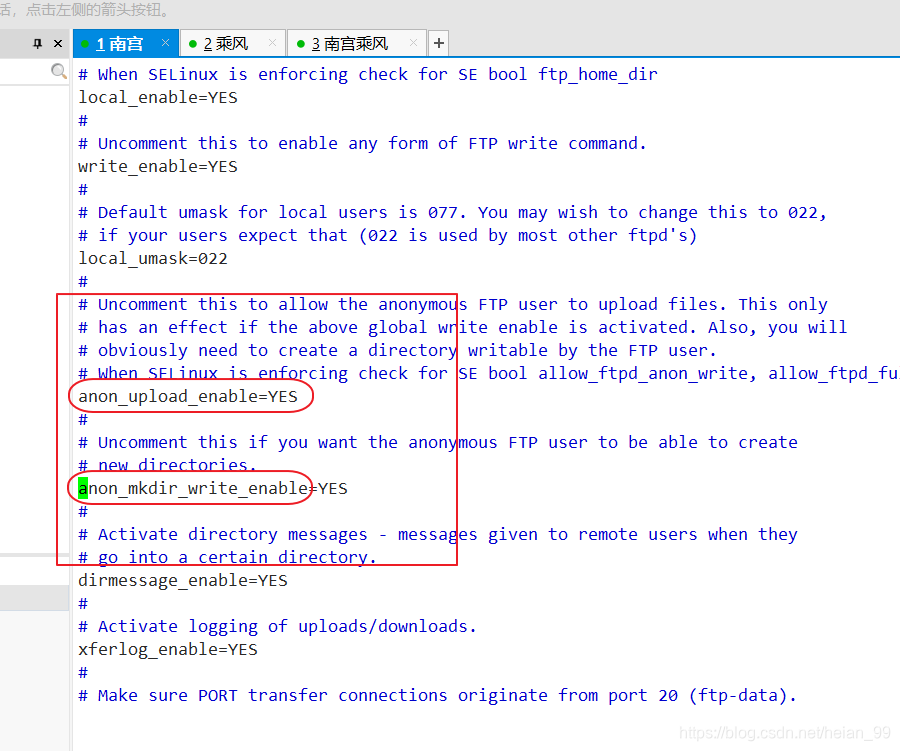 话，点击左侧的箭头按钮。
1 南宫 × 2 乘风 × 3 南宫乘风 × +
# When SELinux is enforcing check for SE bool ftp_home_dir
local_enable=YES
#
# Uncomment this to enable any form of FTP write command.
write_enable=YES
#
# Default umask for local users is 077. You may wish to change this to 022,
# if your users expect that (022 is used by most other ftpd's)
local_umask=022
#
# Uncomment this to allow the anonymous FTP user to upload files. This only
# has an effect if the above global write enable is activated. Also, you will
# obviously need to create a directory writable by the FTP user.
# When SELinux is enforcing check for SE bool allow_ftpd_anon_write, allow_ftpd_fu
anon_upload_enable=YES
#
# Uncomment this if you want the anonymous FTP user to be able to create
# new directories.
anon_mkdir_write_enable=YES
#
# Activate directory messages - messages given to remote users when they
# go into a certain directory.
dirmessage_enable=YES
#
# Activate logging of uploads/downloads.
xferlog_enable=YES
#
# Make sure PORT transfer connections originate from port 20 (ftp-data).
https://blog.csdn.net/heian_99